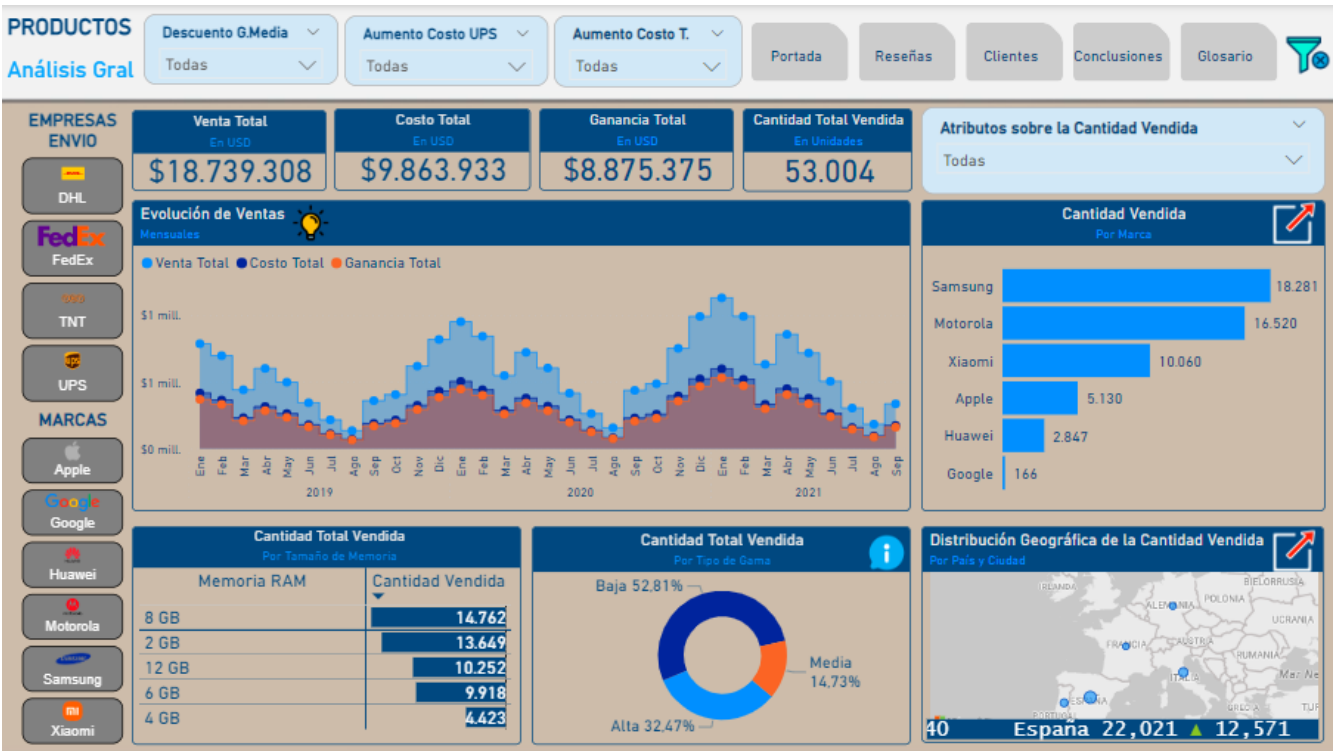 PRODUCTOS
Análisis Gral
Descuento G.Media
Todas
Aumento Costo UPS
Todas
Aumento Costo T.
Todas
Portada
Reseñas
Clientes
Conclusiones
Glosario
EMPRESAS
ENVIO
DHL
FedEx
FedEx
TNT
ups
UPS
MARCAS
Apple
Google
Google
Huawei
Motorola
Samsung
Xiaomi
Venta Total
En USD
$18.739.308
Costo Total
En USD
$9.863.933
Ganancia Total
En USD
$8.875.375
Cantidad Total Vendida
En Unidades
53.004
Atributos sobre la Cantidad Vendida
Todas
Evolución de Ventas
Mensuales
Venta Total Costo Total Ganancia Total
$1 mill.
$1 mill.
$0 mill.
Ene Feb Mar Abr May Jun Jul Ago Sep Oct Nov Dic Ene Feb Mar Abr May Jun Jul Ago Sep Oct Nov Dic Ene Feb Mar Abr May Jun Jul Ago Sep
2019 2020 2021
Cantidad Vendida
Por Marca
Samsung 18.281
Motorola 16.520
Xiaomi 10.060
Apple 5.130
Huawei 2.847
Google 166
Cantidad Total Vendida
Por Tamaño de Memoria
Memoria RAM Cantidad Vendida
8 GB 14.762
2 GB 13.649
12 GB 10.252
6 GB 9.918
4 GB 4.423
Cantidad Total Vendida
Por Tipo de Gama
Baja 52,81%
Media
14,73%
Alta 32,47%
Distribución Geográfica de la Cantidad Vendida
Por País y Ciudad
IRLANDA
BIELORRUSIA
POLONIA
ALEMANIA
UCRANIA
FRANCIA
AUSTRIA
RUMANIA
ITALIA
Mar Ne
ESPAÑA
PORTUGAL
GRECIA
TUR
40 España 22,021 ▲ 12,571